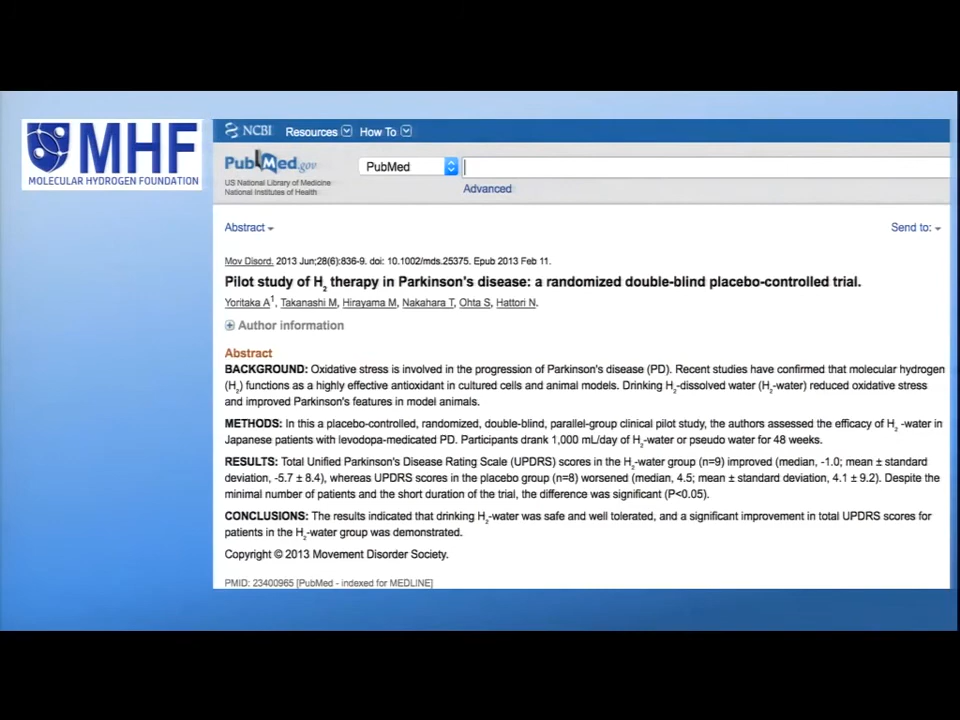 MHF
MOLECULAR HYDROGEN FOUNDATION
NCBI Resources How To
PubMed.gov
US National Library of Medicine
National Institutes of Health
PubMed
Advanced
Abstract
Send to:
Mov Disord. 2013 Jun;28(6):836-9. doi: 10.1002/mds.25375. Epub 2013 Feb 11.
Pilot study of H₂ therapy in Parkinson's disease: a randomized double-blind placebo-controlled trial.
Yoritaka A¹, Takanashi M, Hirayama M, Nakahara T, Ohta S, Hattori N.
Author information
Abstract
BACKGROUND: Oxidative stress is involved in the progression of Parkinson's disease (PD). Recent studies have confirmed that molecular hydrogen
(H₂) functions as a highly effective antioxidant in cultured cells and animal models. Drinking H₂-dissolved water (H₂-water) reduced oxidative stress
and improved Parkinson's features in model animals.
METHODS: In this a placebo-controlled, randomized, double-blind, parallel-group clinical pilot study, the authors assessed the efficacy of H₂ -water in
Japanese patients with levodopa-medicated PD. Participants drank 1,000 mL/day of H₂-water or pseudo water for 48 weeks.
RESULTS: Total Unified Parkinson's Disease Rating Scale (UPDRS) scores in the H₂-water group (n=9) improved (median, -1.0; mean ± standard
deviation, -5.7 ± 8.4), whereas UPDRS scores in the placebo group (n=8) worsened (median, 4.5; mean ± standard deviation, 4.1 ± 9.2). Despite the
minimal number of patients and the short duration of the trial, the difference was significant (P<0.05).
CONCLUSIONS: The results indicated that drinking H₂-water was safe and well tolerated, and a significant improvement in total UPDRS scores for
patients in the H₂-water group was demonstrated.
Copyright © 2013 Movement Disorder Society.
PMID: 23400965 [PubMed - indexed for MEDLINE]